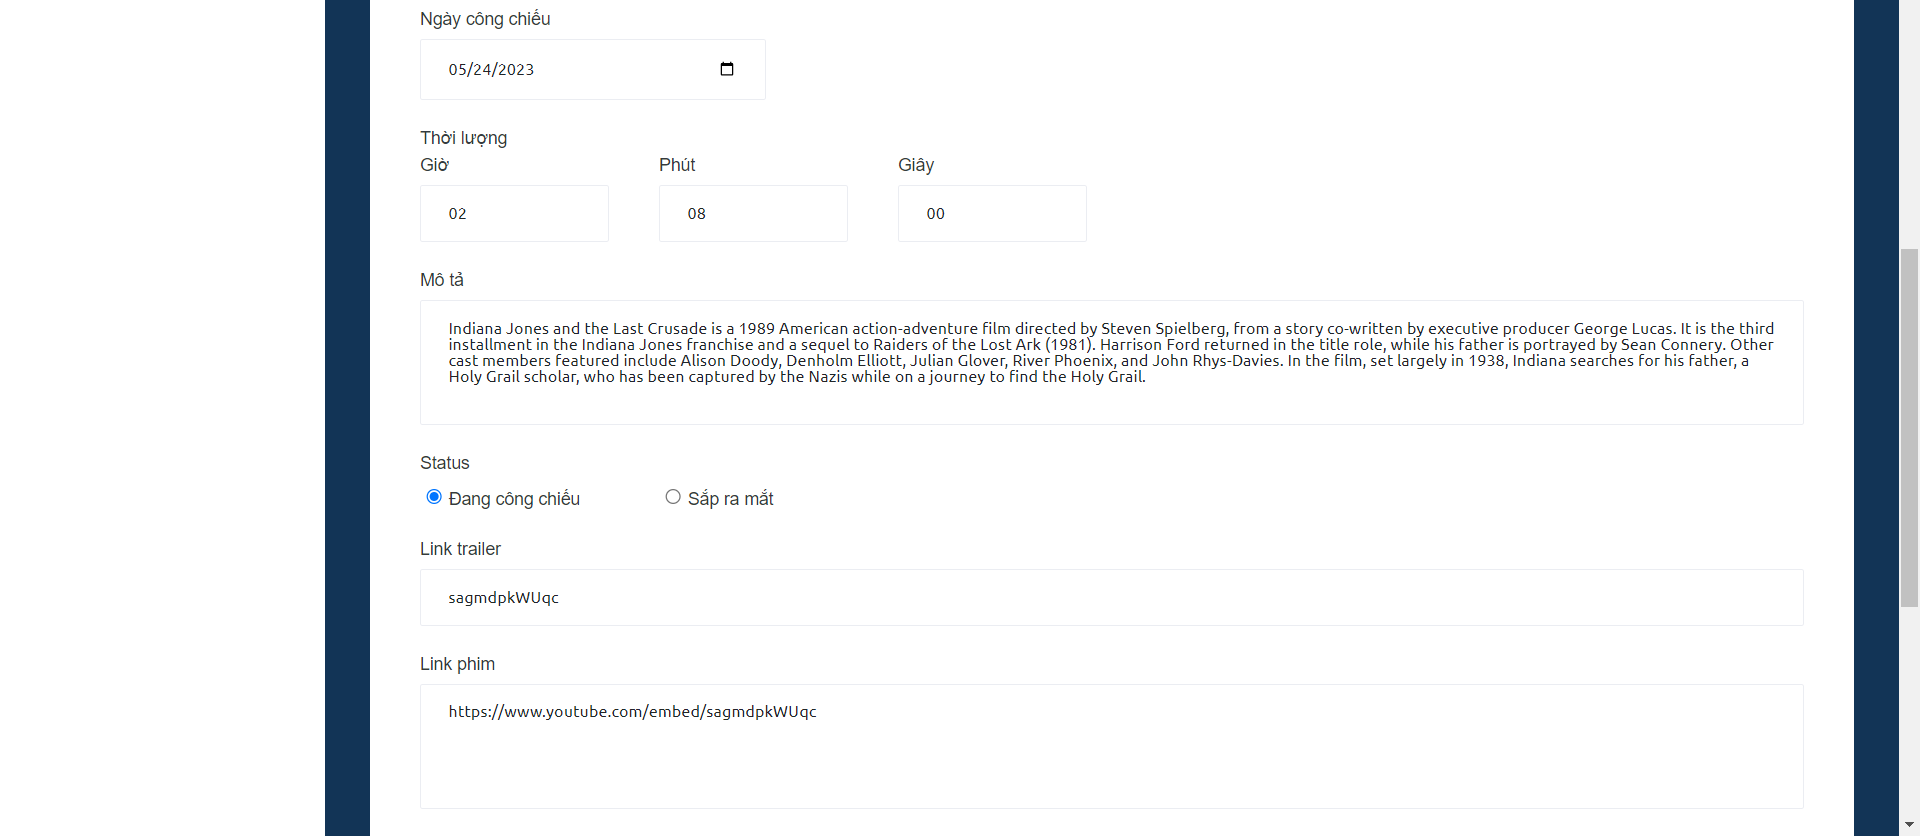 Ngày công chiếu
05/24/2023
Thời lượng
Giờ Phút Giây
02 08 00
Mô tả
Indiana Jones and the Last Crusade is a 1989 American action-adventure film directed by Steven Spielberg, from a story co-written by executive producer George Lucas. It is the third
installment in the Indiana Jones franchise and a sequel to Raiders of the Lost Ark (1981). Harrison Ford returned in the title role, while his father is portrayed by Sean Connery. Other
cast members featured include Alison Doody, Denholm Elliott, Julian Glover, River Phoenix, and John Rhys-Davies. In the film, set largely in 1938, Indiana searches for his father, a
Holy Grail scholar, who has been captured by the Nazis while on a journey to find the Holy Grail.
Status
Đang công chiếu Sắp ra mắt
Link trailer
sagmdpkWUqc
Link phim
https://www.youtube.com/embed/sagmdpkWUqc